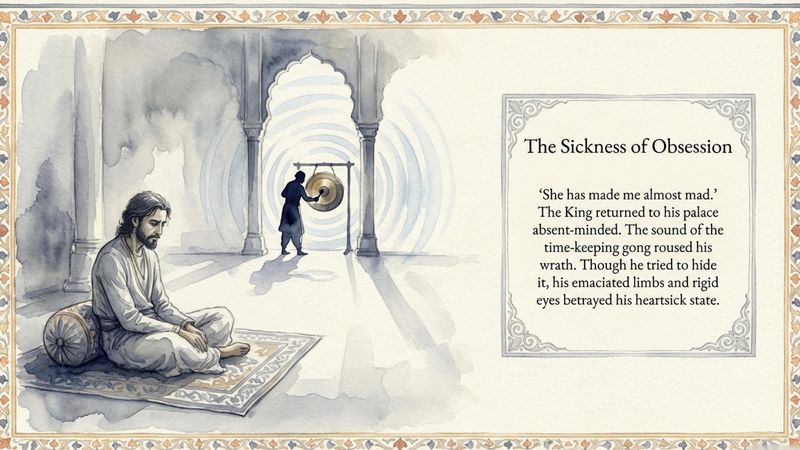 The Sickness of Obsession
‘She has made me almost mad.’
The King returned to his palace
absent-minded. The sound of the
time-keeping gong roused his
wrath. Though he tried to hide
it, his emaciated limbs and rigid
eyes betrayed his heartsick state.